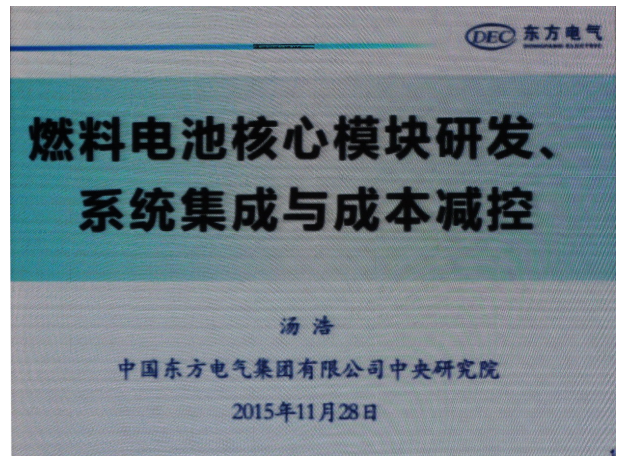 DEC 东方电气
DONGFANG ELECTRIC
燃料电池核心模块研发、
系统集成与成本减控
汤 浩
中国东方电气集团有限公司中央研究院
2015年11月28日
1